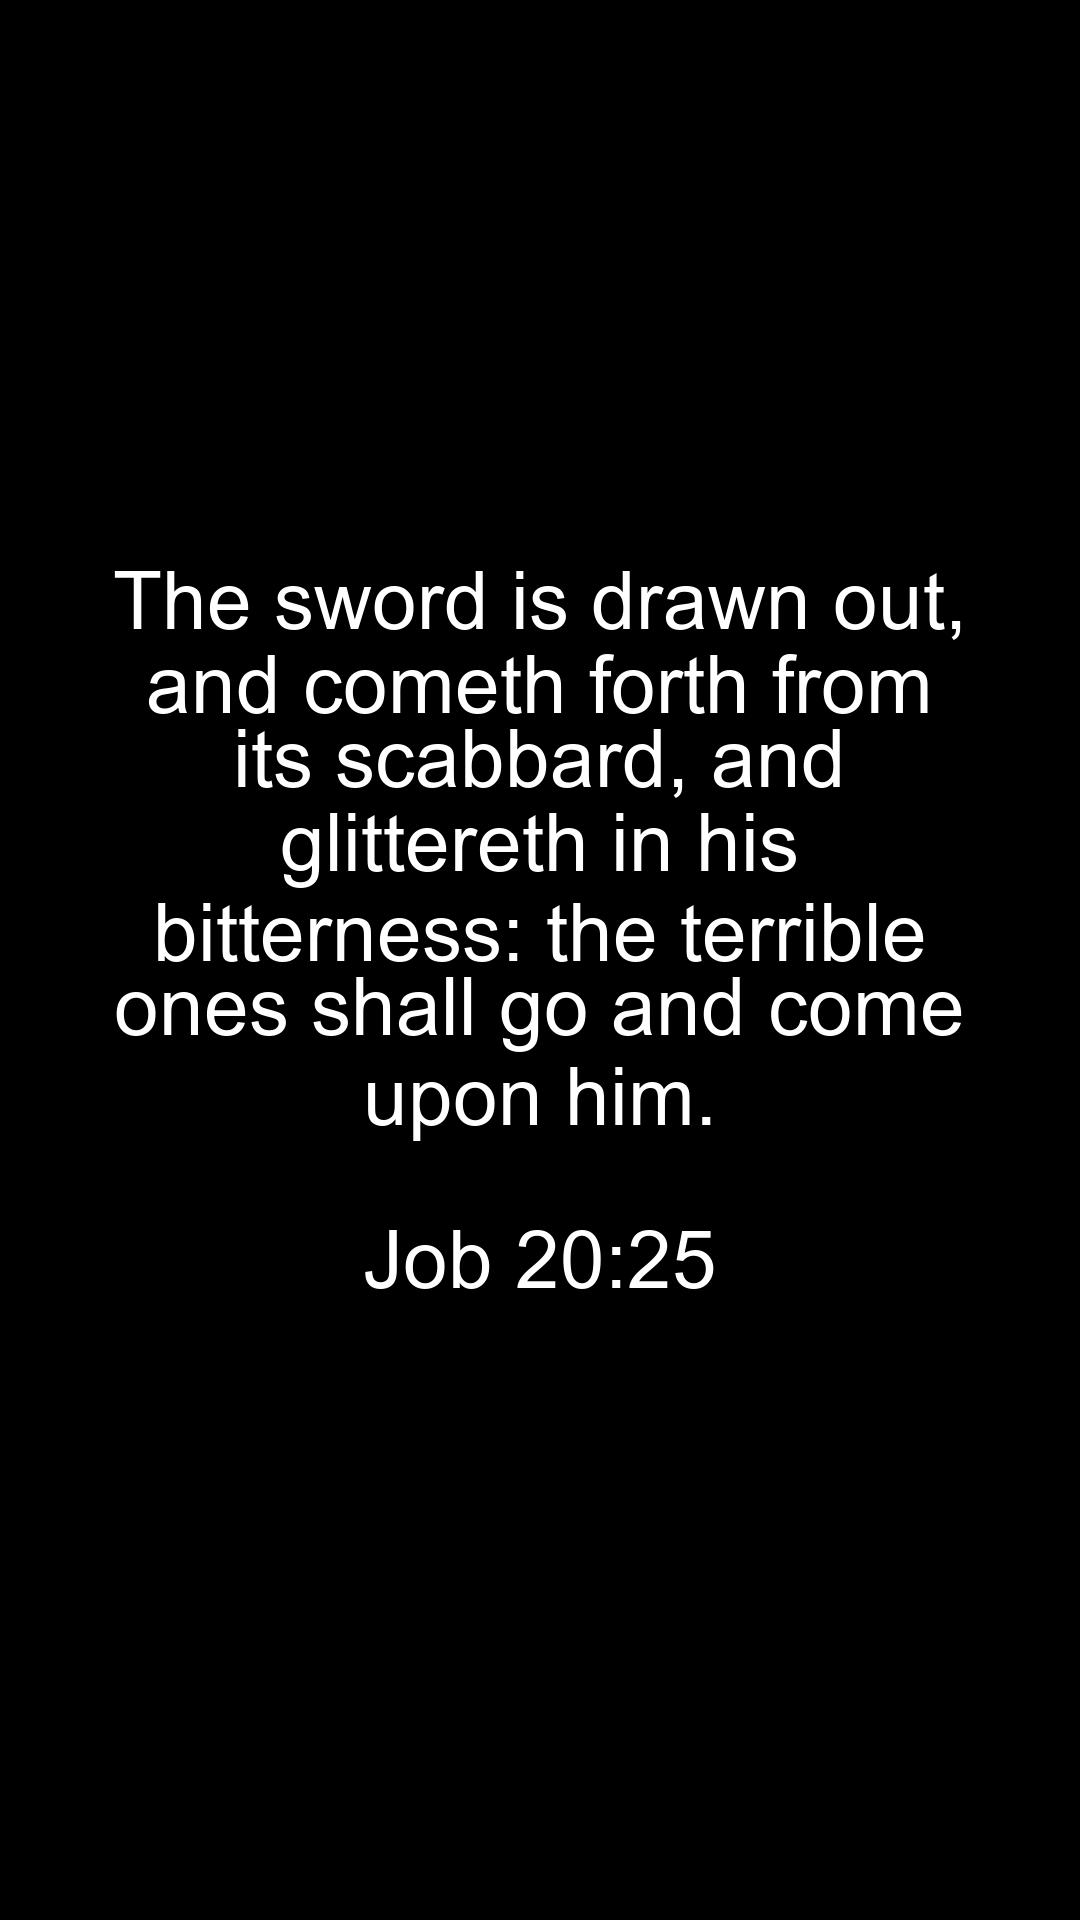 The sword is drawn out,
and cometh forth from
its scabbard, and
glittereth in his
bitterness: the terrible
ones shall go and come
upon him.
Job 20:25